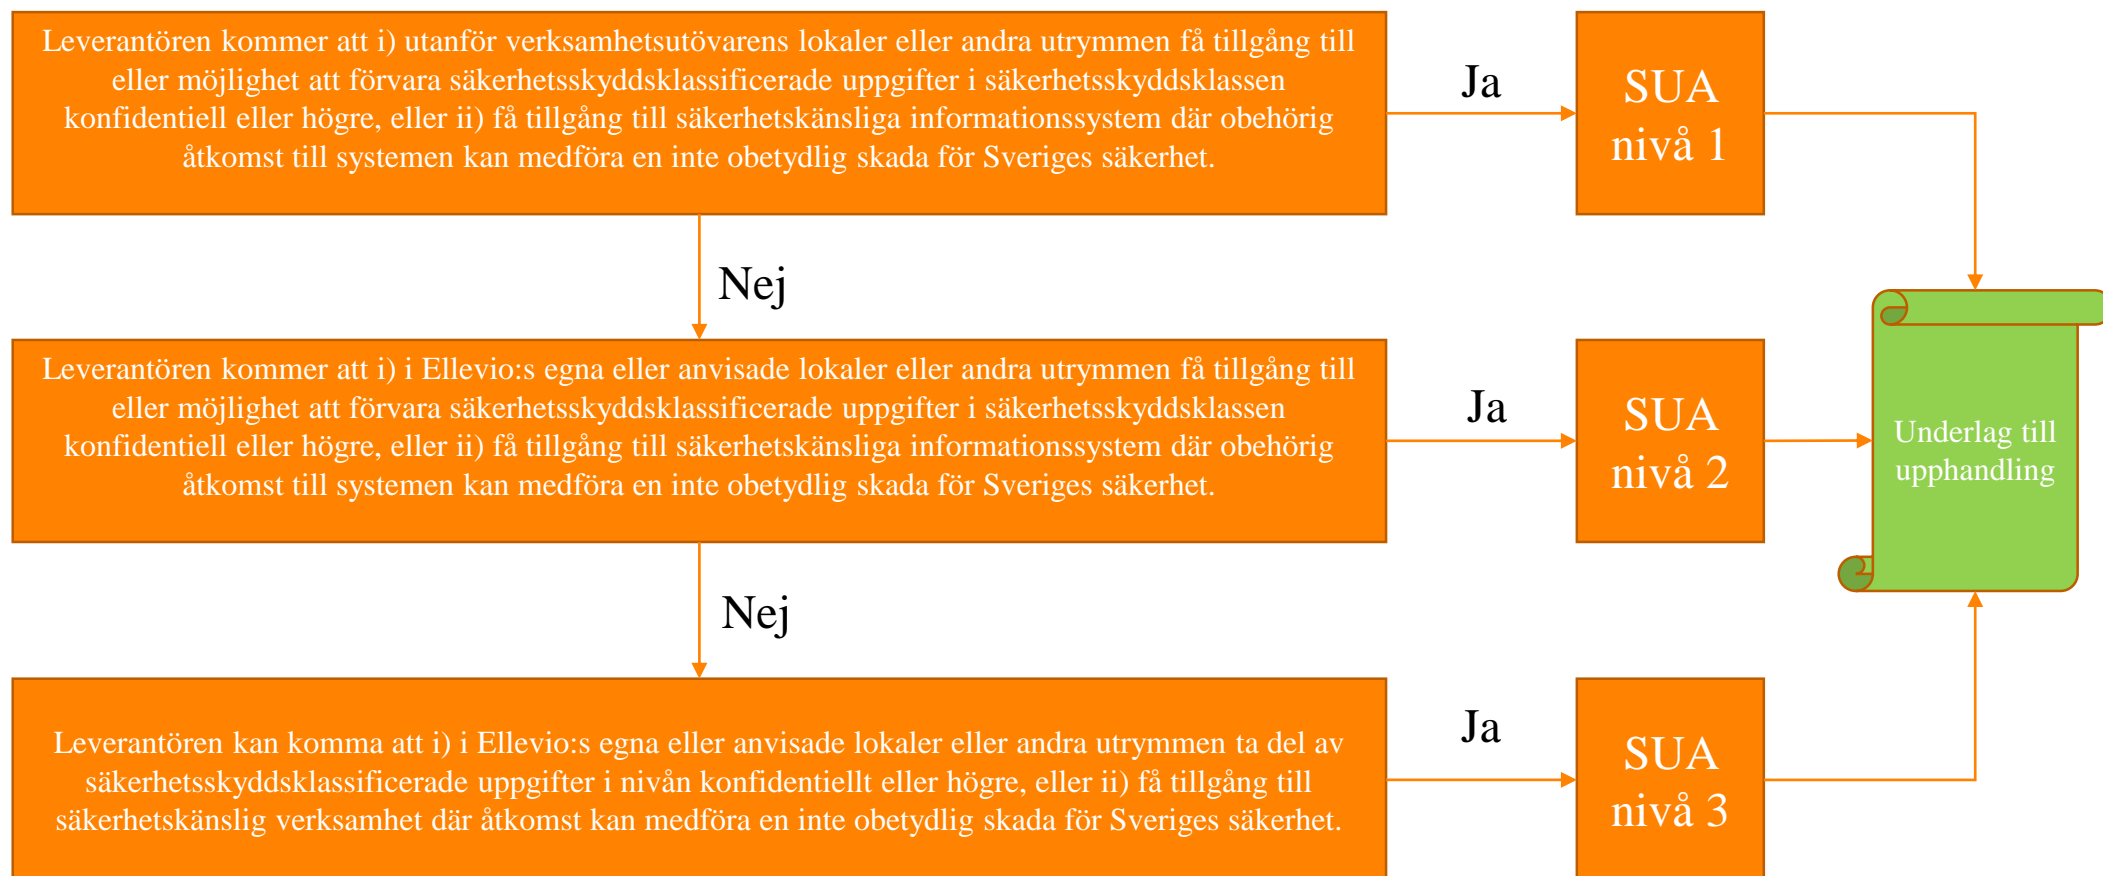 Leverantören kommer att i) utanför verksamhetsutövarens lokaler eller andra utrymmen få tillgång till
eller möjlighet att förvara säkerhetsskyddsklassificerade uppgifter i säkerhetsskyddsklassen
konfidentiell eller högre, eller ii) få tillgång till säkerhetskänsliga informationssystem där obehörig
åtkomst till systemen kan medföra en inte obetydlig skada för Sveriges säkerhet.
Ja
SUA
nivå 1
Nej
Leverantören kommer att i) i Ellevio:s egna eller anvisade lokaler eller andra utrymmen få tillgång till
eller möjlighet att förvara säkerhetsskyddsklassificerade uppgifter i säkerhetsskyddsklassen
konfidentiell eller högre, eller ii) få tillgång till säkerhetskänsliga informationssystem där obehörig
åtkomst till systemen kan medföra en inte obetydlig skada för Sveriges säkerhet.
Ja
SUA
nivå 2
Underlag till
upphandling
Nej
Leverantören kan komma att i) i Ellevio:s egna eller anvisade lokaler eller andra utrymmen ta del av
säkerhetsskyddsklassificerade uppgifter i nivån konfidentiellt eller högre, eller ii) få tillgång till
säkerhetskänslig verksamhet där åtkomst kan medföra en inte obetydlig skada för Sveriges säkerhet.
Ja
SUA
nivå 3